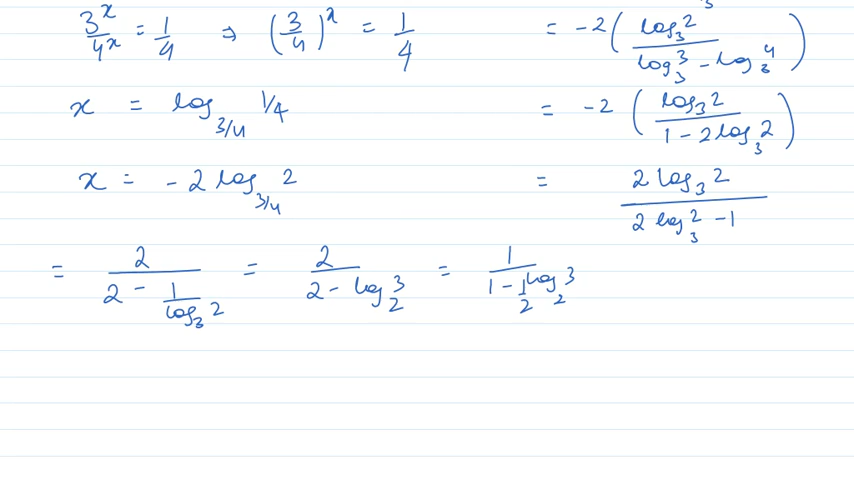 3^x/4^x = 1/4 ⇒ (3/4)^x = 1/4 = -2(log_3 2 / (log_3 3 - log_3 4))
x = log_{3/4} 1/4 = -2(log_3 2 / (1 - 2log_3 2))
x = -2 log_{3/4} 2 = 2 log_3 2 / (2 log_3 2 - 1)
= 2 / (2 - 1/(log_3 2)) = 2 / (2 - log_2 3) = 1 / (1 - 1/2 log_2 3)